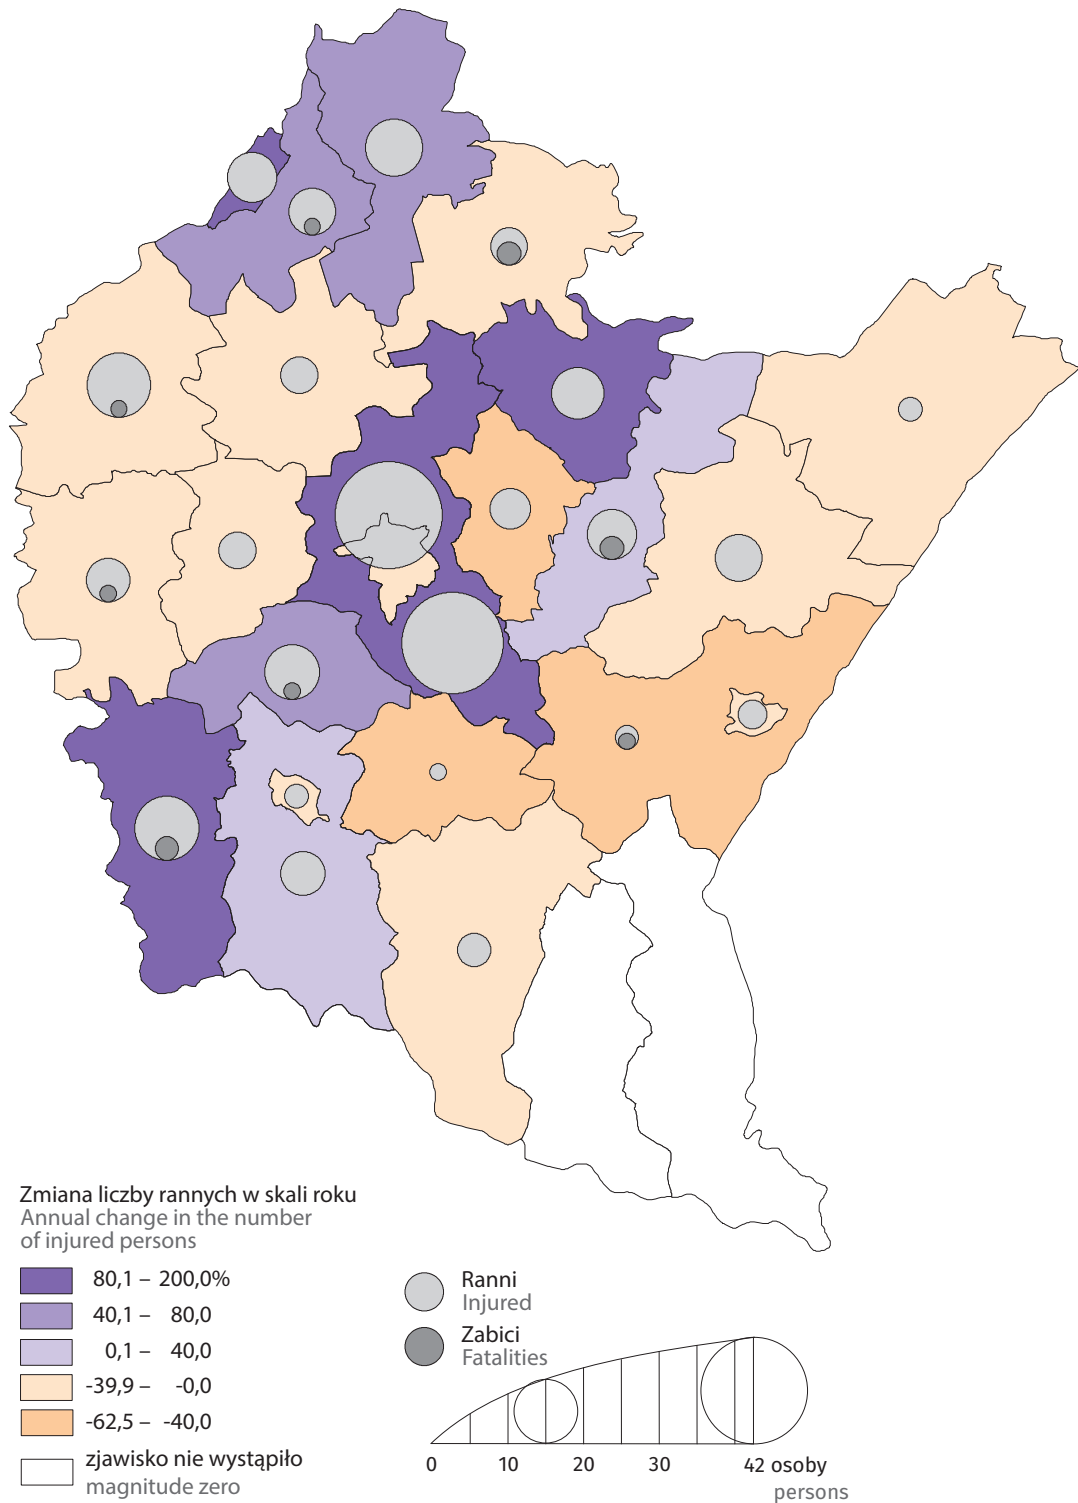 Zmiana liczby rannych w skali roku
Annual change in the number
of injured persons
80,1 – 200,0%
40,1 – 80,0
0,1 – 40,0
-39,9 – -0,0
-62,5 – -40,0
zjawisko nie wystąpiło
magnitude zero
Ranni
Injured
Zabici
Fatalities
0 10 20 30 42 osoby
persons